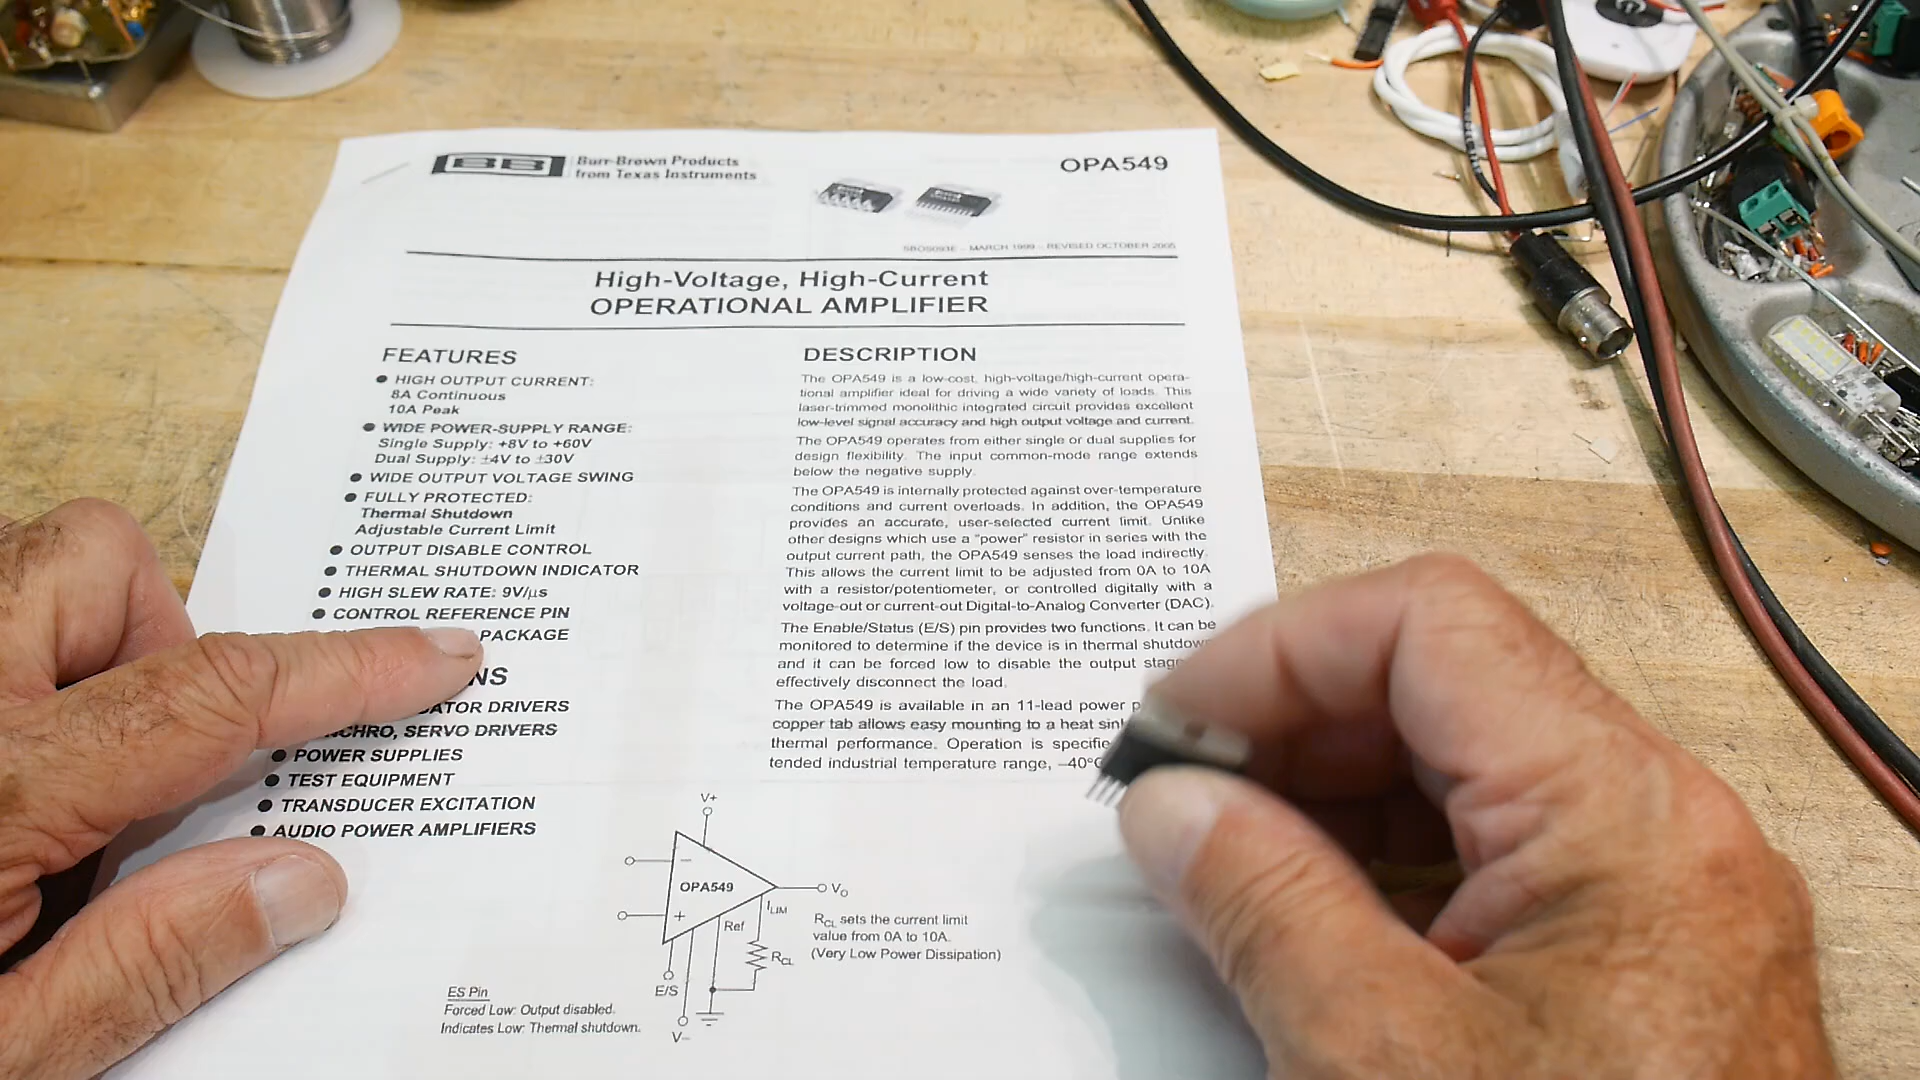 BB
Burr-Brown Products
from Texas Instruments
OPA549
SBOS093E – MARCH 1999 – REVISED OCTOBER 2005
High-Voltage, High-Current
OPERATIONAL AMPLIFIER
FEATURES
● HIGH OUTPUT CURRENT:
8A Continuous
10A Peak
● WIDE POWER-SUPPLY RANGE:
Single Supply: +8V to +60V
Dual Supply: ±4V to ±30V
● WIDE OUTPUT VOLTAGE SWING
● FULLY PROTECTED:
Thermal Shutdown
Adjustable Current Limit
● OUTPUT DISABLE CONTROL
● THERMAL SHUTDOWN INDICATOR
● HIGH SLEW RATE: 9V/μs
● CONTROL REFERENCE PIN
PACKAGE
NS
ATOR DRIVERS
CHRO, SERVO DRIVERS
● POWER SUPPLIES
● TEST EQUIPMENT
● TRANSDUCER EXCITATION
● AUDIO POWER AMPLIFIERS
DESCRIPTION
The OPA549 is a low-cost, high-voltage/high-current opera-
tional amplifier ideal for driving a wide variety of loads. This
laser-trimmed monolithic integrated circuit provides excellent
low-level signal accuracy and high output voltage and current.
The OPA549 operates from either single or dual supplies for
design flexibility. The input common-mode range extends
below the negative supply.
The OPA549 is internally protected against over-temperature
conditions and current overloads. In addition, the OPA549
provides an accurate, user-selected current limit. Unlike
other designs which use a "power" resistor in series with the
output current path, the OPA549 senses the load indirectly.
This allows the current limit to be adjusted from 0A to 10A
with a resistor/potentiometer, or controlled digitally with a
voltage-out or current-out Digital-to-Analog Converter (DAC).
The Enable/Status (E/S) pin provides two functions. It can be
monitored to determine if the device is in thermal shutdown
and it can be forced low to disable the output stage
effectively disconnect the load.
The OPA549 is available in an 11-lead power p
copper tab allows easy mounting to a heat sink
thermal performance. Operation is specifie
tended industrial temperature range, –40°C
V+
–
OPA549
VO
+
ILIM
Ref
RCL
E/S
V–
RCL sets the current limit
value from 0A to 10A.
(Very Low Power Dissipation)
ES Pin
Forced Low: Output disabled.
Indicates Low: Thermal shutdown.